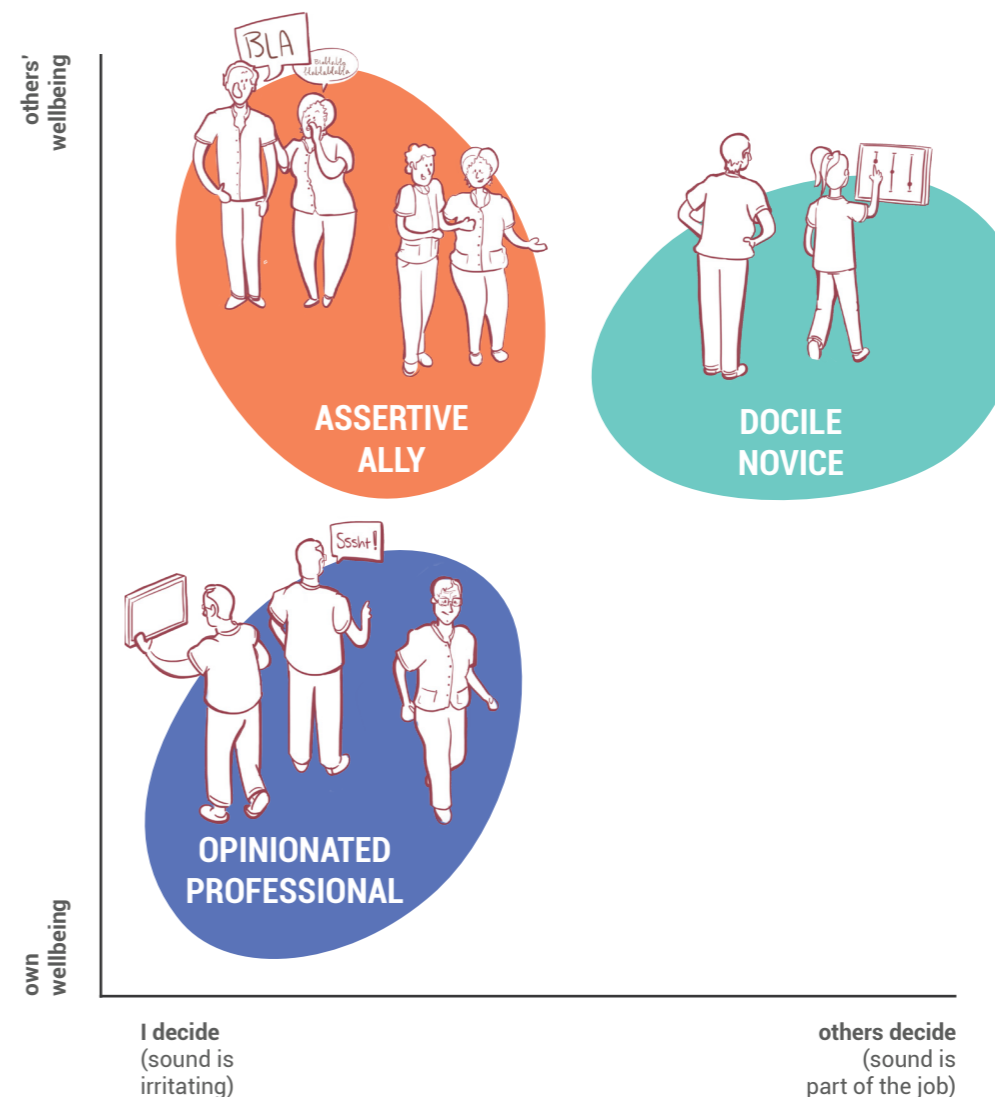 others'
wellbeing
BLA
ASSERTIVE
ALLY
DOCILE
NOVICE
Sssht!
OPINIONATED
PROFESSIONAL
own
wellbeing
I decide
(sound is
irritating)
others decide
(sound is
part of the job)